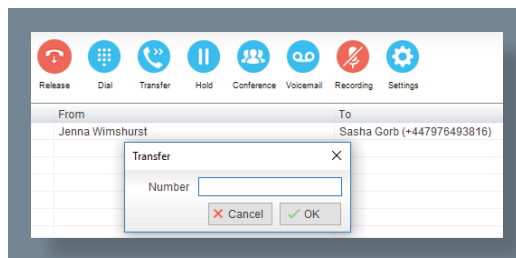 Release Dial Transfer Hold Conference Voicemail Recording Settings
From To
Jenna Wimshurst Sasha Gorb (+447976493816)
Transfer
Number
Cancel OK